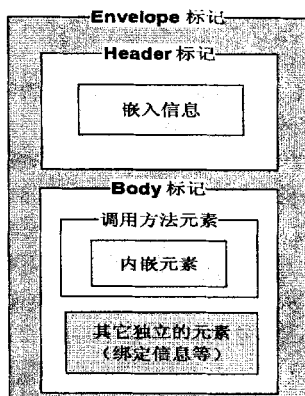 Envelope 标记
Header 标记
嵌入信息
Body 标记
调用方法元素
内嵌元素
其它独立的元素
（绑定信息等）